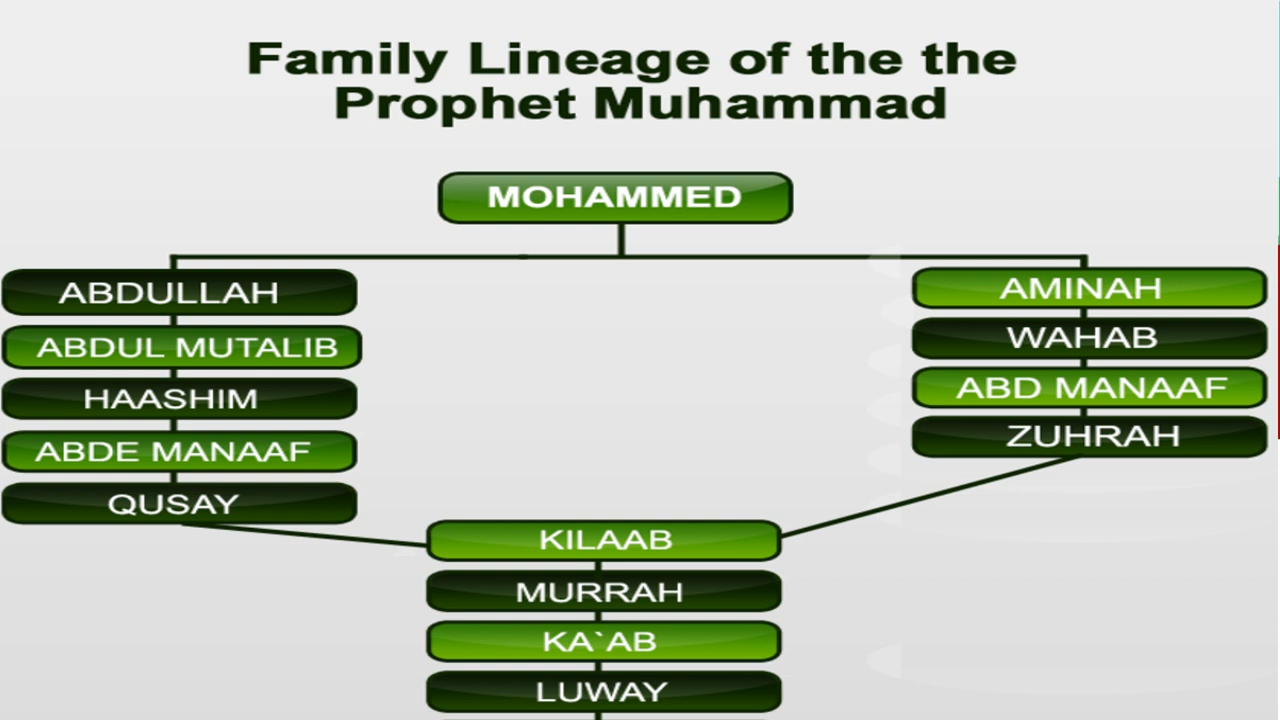 Family Lineage of the the
Prophet Muhammad
MOHAMMED
ABDULLAH
ABDUL MUTALIB
HAASHIM
ABDE MANAAF
QUSAY
AMINAH
WAHAB
ABD MANAAF
ZUHRAH
KILAAB
MURRAH
KA`AB
LUWAY